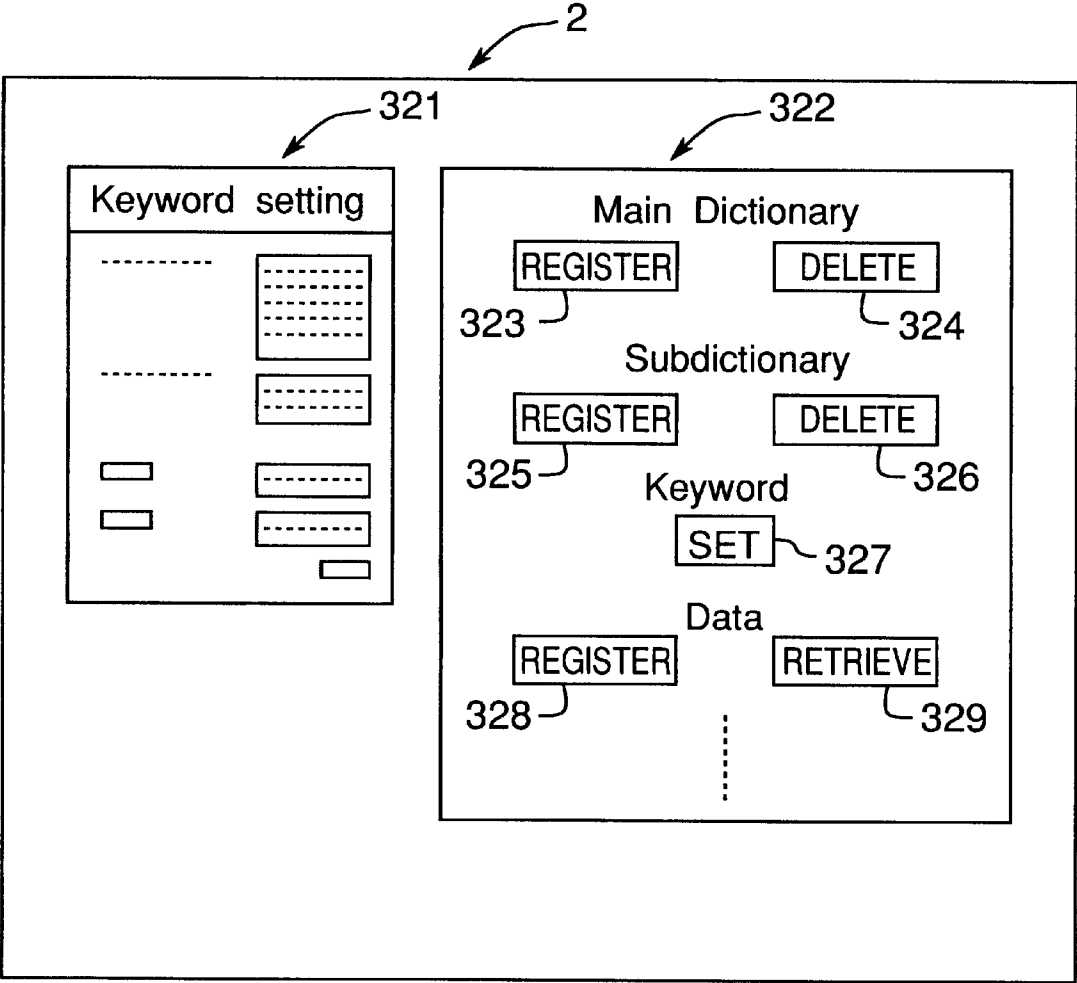 2
321
322
Keyword setting
Main Dictionary
REGISTER DELETE
323 324
Subdictionary
REGISTER DELETE
325 326
Keyword
SET 327
Data
REGISTER RETRIEVE
328 329